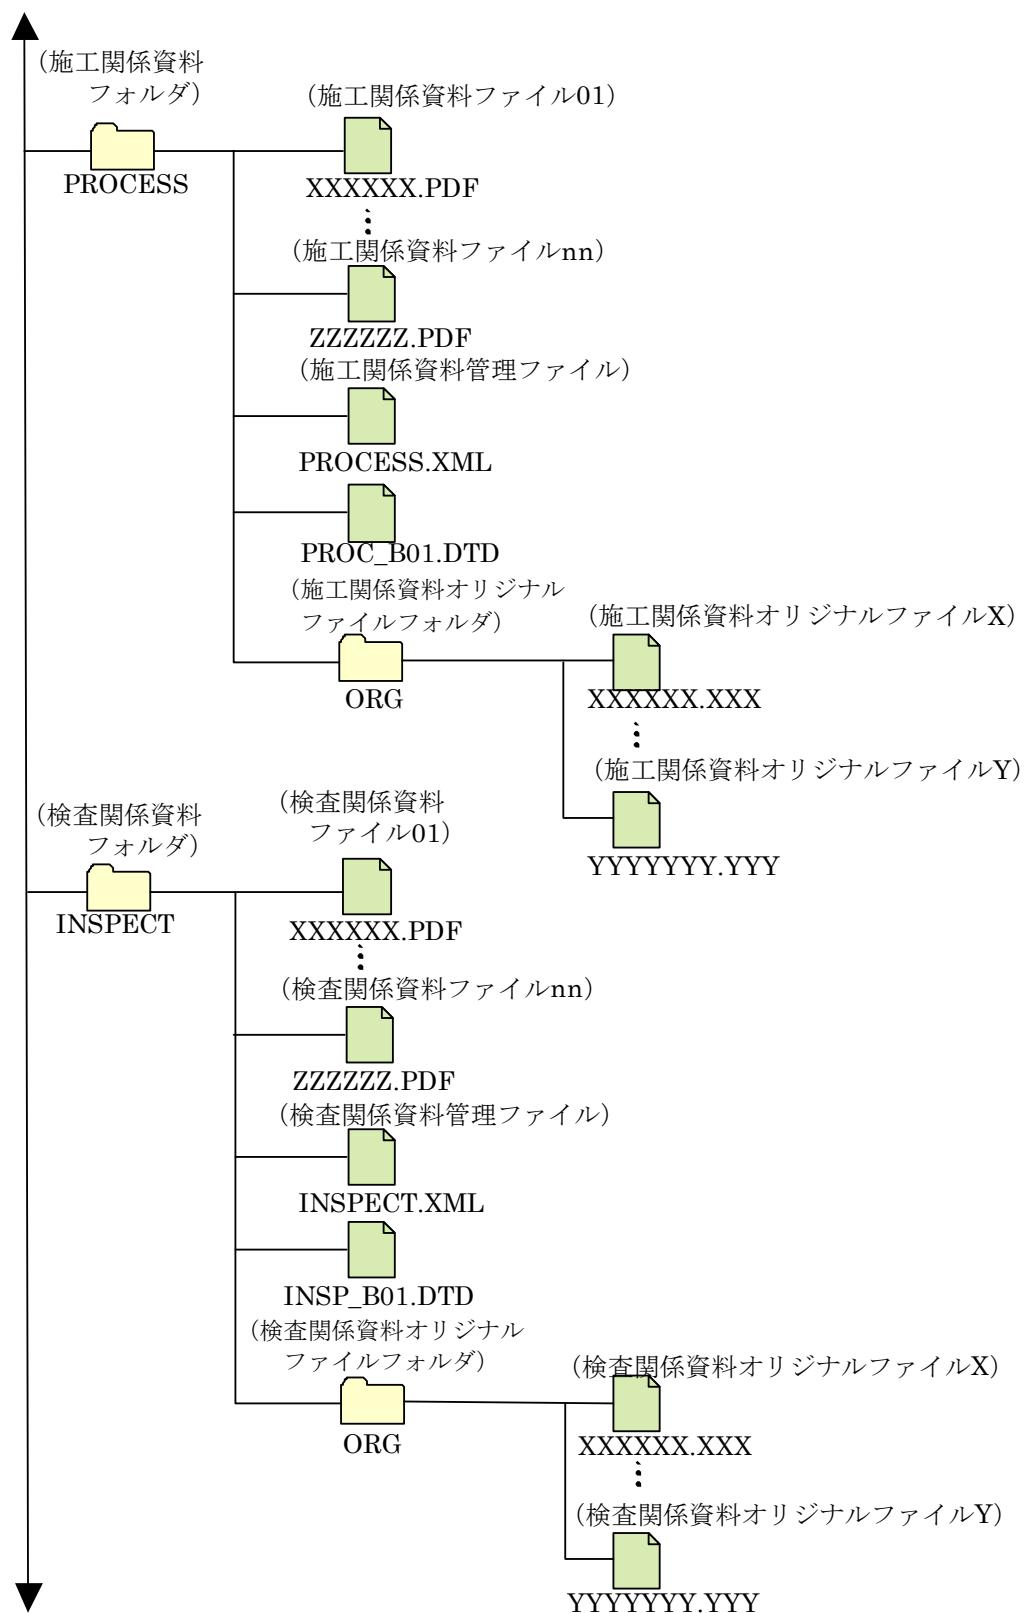 （施工関係資料
フォルダ）
PROCESS
（施工関係資料ファイル01）
XXXXXX.PDF
（施工関係資料ファイルnn）
ZZZZZZ.PDF
（施工関係資料管理ファイル）
PROCESS.XML
PROC_B01.DTD
（施工関係資料オリジナル
ファイルフォルダ）
ORG
（施工関係資料オリジナルファイルX）
XXXXXX.XXX
（施工関係資料オリジナルファイルY）
YYYYYYY.YYY
（検査関係資料
フォルダ）
INSPECT
（検査関係資料
ファイル01）
XXXXXX.PDF
（検査関係資料ファイルnn）
ZZZZZZ.PDF
（検査関係資料管理ファイル）
INSPECT.XML
INSP_B01.DTD
（検査関係資料オリジナル
ファイルフォルダ）
ORG
（検査関係資料オリジナルファイルX）
XXXXXX.XXX
（検査関係資料オリジナルファイルY）
YYYYYYY.YYY